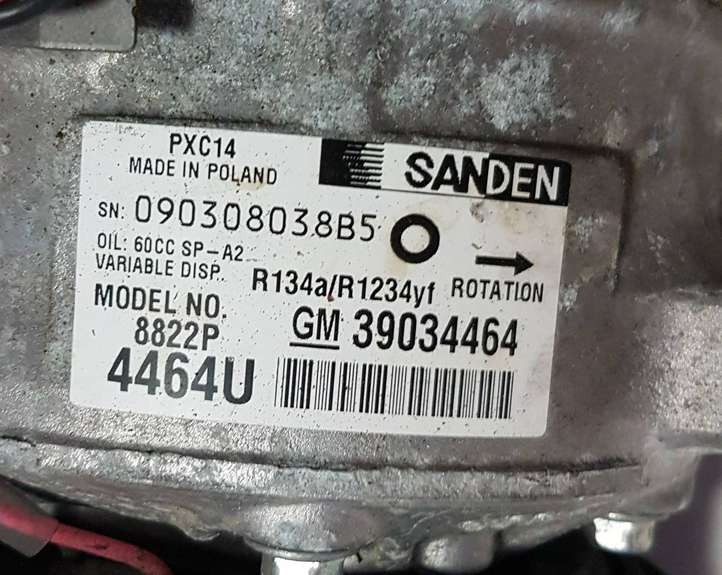 PXC14
MADE IN POLAND
SANDEN
SN: 090308038B5
OIL: 60CC SP-A2
VARIABLE DISP.
R134a/R1234yf
ROTATION
MODEL NO.
8822P
GM 39034464
4464U